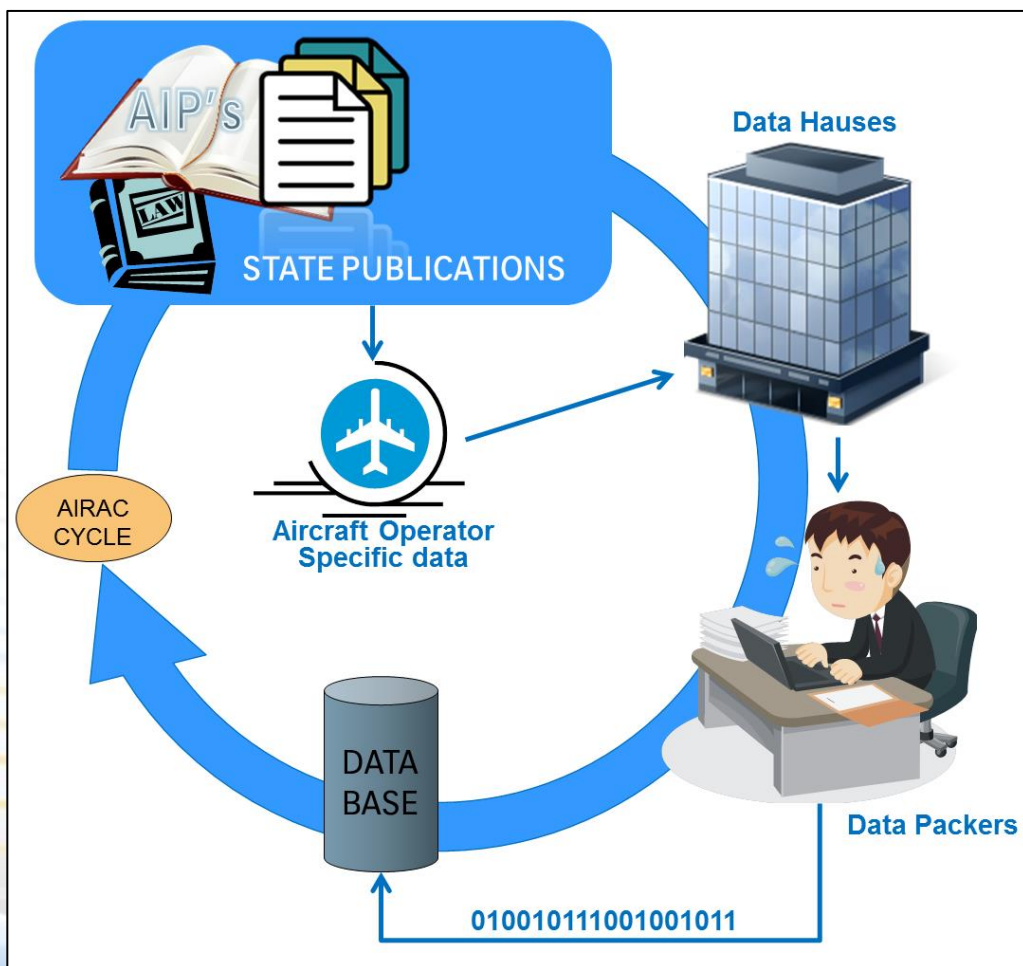 AIP's
LAW
STATE PUBLICATIONS
Data Hauses
Aircraft Operator
Specific data
AIRAC
CYCLE
DATA
BASE
Data Packers
010010111001001011